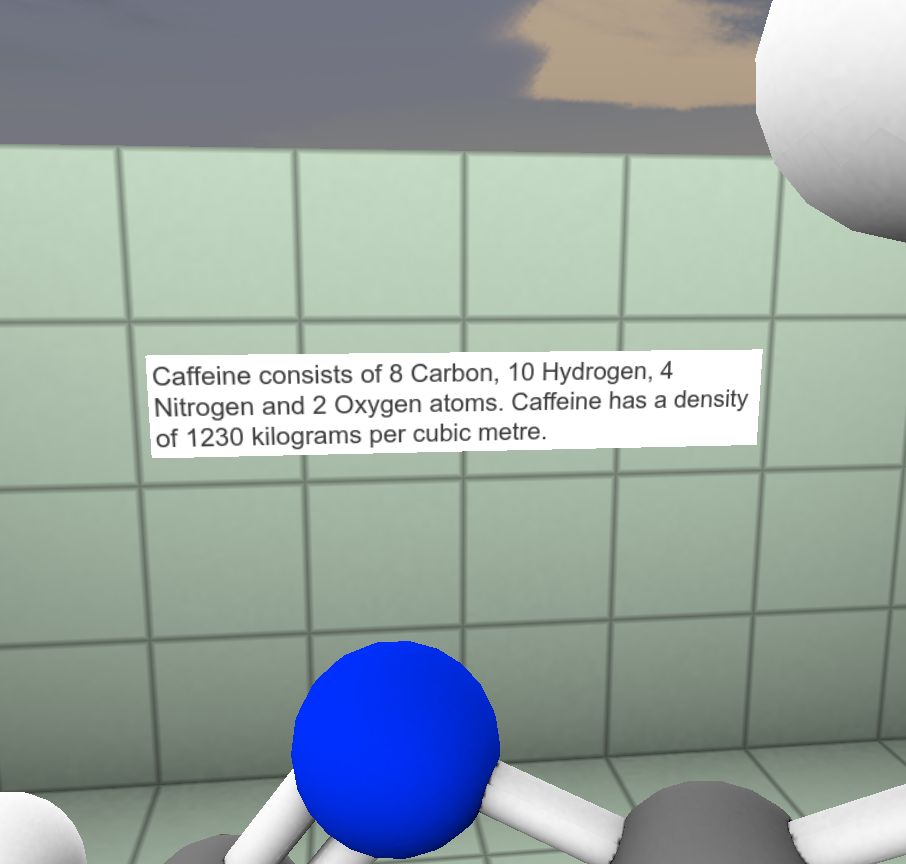 Caffeine consists of 8 Carbon, 10 Hydrogen, 4
Nitrogen and 2 Oxygen atoms. Caffeine has a density
of 1230 kilograms per cubic metre.